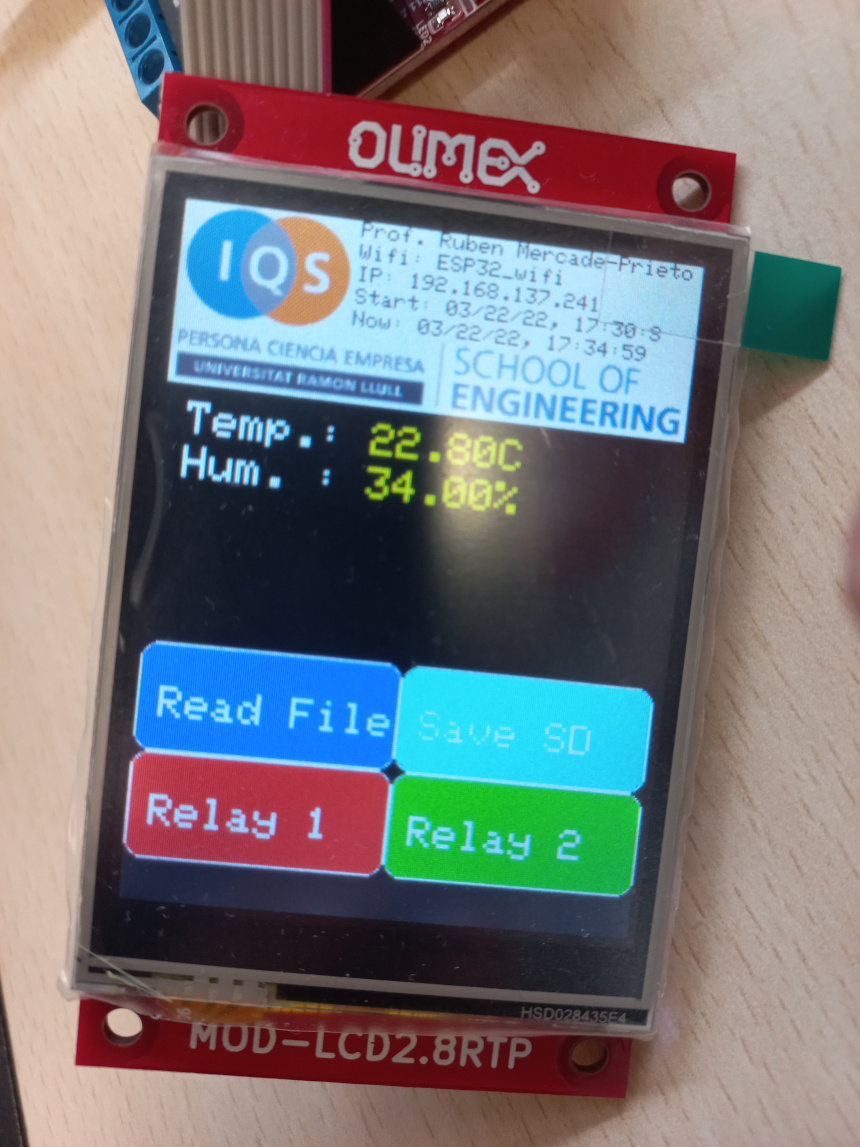 OLIMEX
IQS
Prof. Ruben Mercade-Prieto
Wifi: ESP32_wifi
IP: 192.168.137.241
Start: 03/22/22, 17:30:8
Now: 03/22/22, 17:34:59
PERSONA CIENCIA EMPRESA
UNIVERSITAT RAMON LLULL
SCHOOL OF
ENGINEERING
Temp.: 22.80C
Hum. : 34.00%
Read File
Save SD
Relay 1
Relay 2
HSD028435E4
MOD-LCD2.8RTP